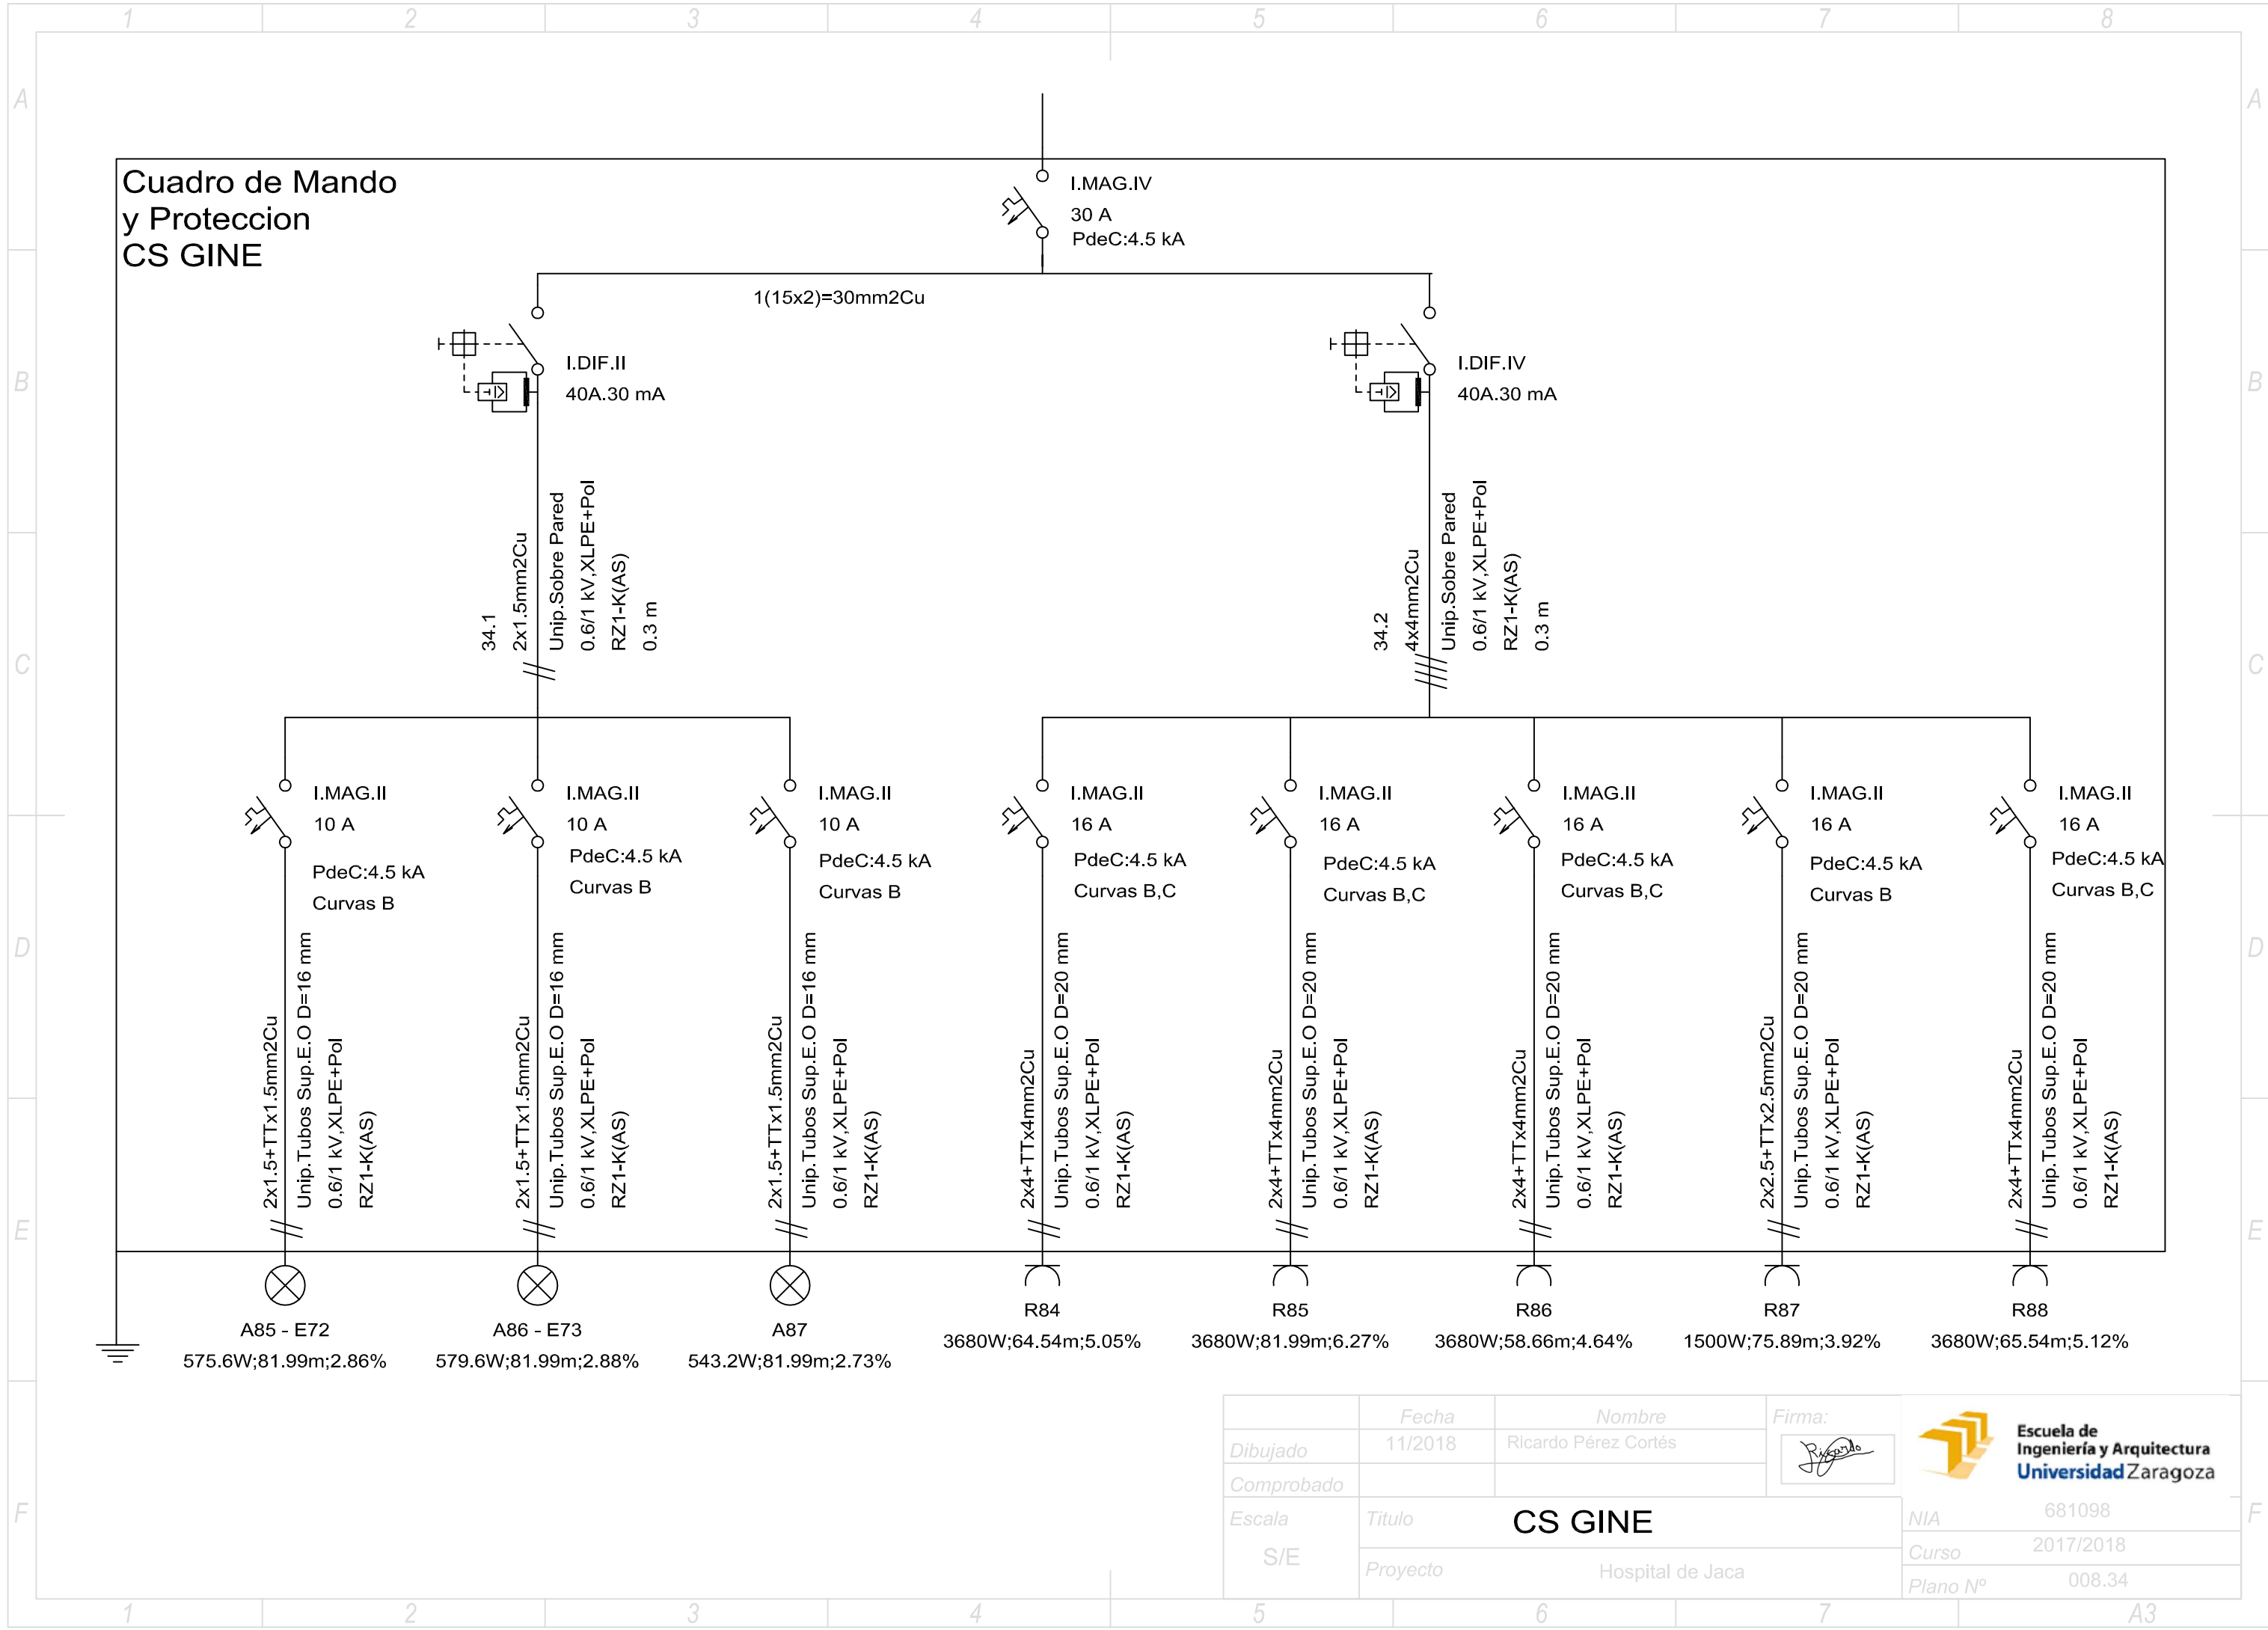 1 2 3 4 5 6 7 8
A A
Cuadro de Mando
y Proteccion
CS GINE
I.MAG.IV
30 A
PdeC:4.5 kA
1(15x2)=30mm2Cu
B B
I.DIF.II
40A.30 mA
I.DIF.IV
40A.30 mA
34.1
2x1.5mm2Cu
Unip.Sobre Pared
0.6/1 kV,XLPE+Pol
RZ1-K(AS)
0.3 m
34.2
4x4mm2Cu
Unip.Sobre Pared
0.6/1 kV,XLPE+Pol
RZ1-K(AS)
0.3 m
C C
I.MAG.II
10 A
PdeC:4.5 kA
Curvas B
I.MAG.II
10 A
PdeC:4.5 kA
Curvas B
I.MAG.II
10 A
PdeC:4.5 kA
Curvas B
I.MAG.II
16 A
PdeC:4.5 kA
Curvas B,C
I.MAG.II
16 A
PdeC:4.5 kA
Curvas B,C
I.MAG.II
16 A
PdeC:4.5 kA
Curvas B,C
I.MAG.II
16 A
PdeC:4.5 kA
Curvas B
I.MAG.II
16 A
PdeC:4.5 kA
Curvas B,C
D D
2x1.5+TTx1.5mm2Cu
Unip.Tubos Sup.E.O D=16 mm
0.6/1 kV,XLPE+Pol
RZ1-K(AS)
2x1.5+TTx1.5mm2Cu
Unip.Tubos Sup.E.O D=16 mm
0.6/1 kV,XLPE+Pol
RZ1-K(AS)
2x1.5+TTx1.5mm2Cu
Unip.Tubos Sup.E.O D=16 mm
0.6/1 kV,XLPE+Pol
RZ1-K(AS)
2x4+TTx4mm2Cu
Unip.Tubos Sup.E.O D=20 mm
0.6/1 kV,XLPE+Pol
RZ1-K(AS)
2x4+TTx4mm2Cu
Unip.Tubos Sup.E.O D=20 mm
0.6/1 kV,XLPE+Pol
RZ1-K(AS)
2x4+TTx4mm2Cu
Unip.Tubos Sup.E.O D=20 mm
0.6/1 kV,XLPE+Pol
RZ1-K(AS)
2x2.5+TTx2.5mm2Cu
Unip.Tubos Sup.E.O D=20 mm
0.6/1 kV,XLPE+Pol
RZ1-K(AS)
2x4+TTx4mm2Cu
Unip.Tubos Sup.E.O D=20 mm
0.6/1 kV,XLPE+Pol
RZ1-K(AS)
E E
A85 - E72
575.6W;81.99m;2.86%
A86 - E73
579.6W;81.99m;2.88%
A87
543.2W;81.99m;2.73%
R84
3680W;64.54m;5.05%
R85
3680W;81.99m;6.27%
R86
3680W;58.66m;4.64%
R87
1500W;75.89m;3.92%
R88
3680W;65.54m;5.12%
Fecha Nombre Firma:
Dibujado 11/2018 Ricardo Pérez Cortés
Ricardo
Comprobado
Escuela de
Ingeniería y Arquitectura
Universidad Zaragoza
F F
Escala
S/E
Titulo CS GINE
Proyecto Hospital de Jaca
NIA 681098
Curso 2017/2018
Plano Nº 008.34
1 2 3 4 5 6 7 A3